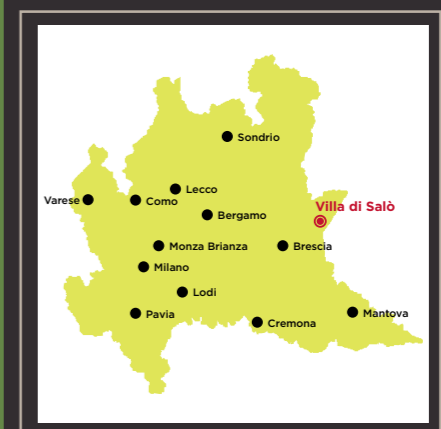 Sondrio
Lecco
Varese
Como
Villa di Salò
Bergamo
Monza Brianza
Brescia
Milano
Lodi
Pavia
Mantova
Cremona